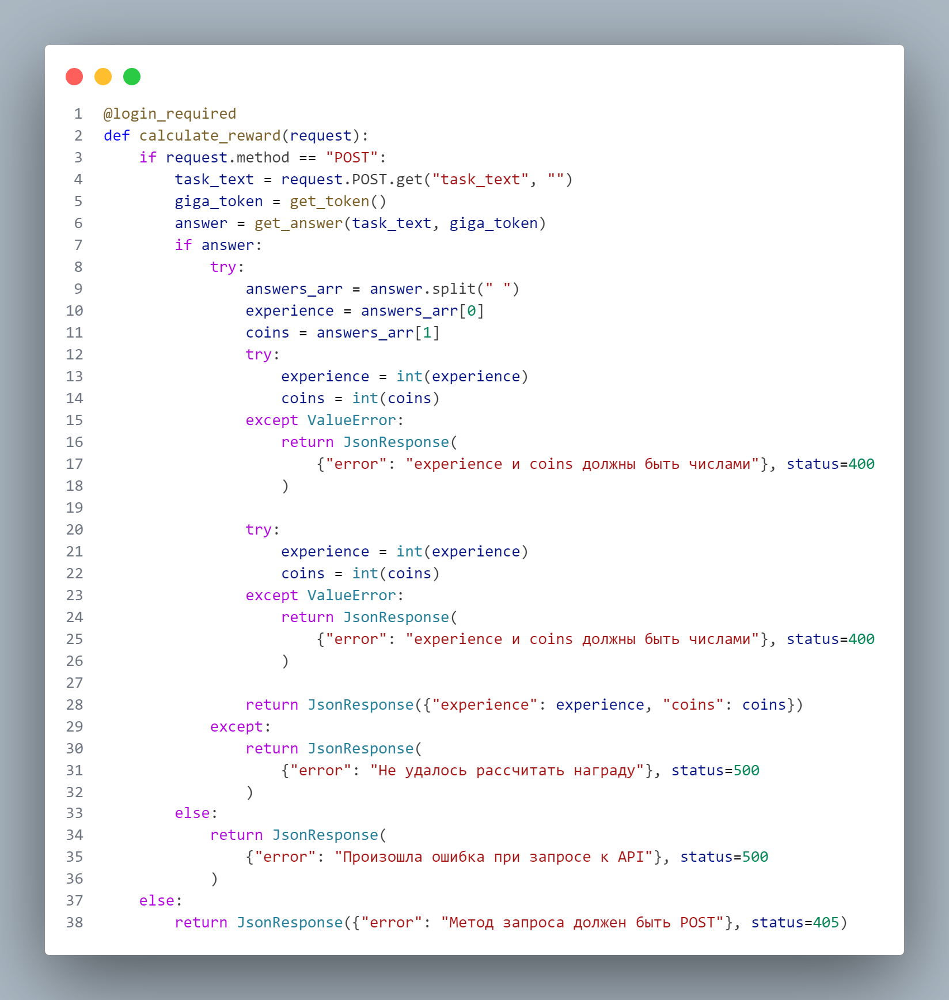 1 @login_required
2 def calculate_reward(request):
3     if request.method == "POST":
4         task_text = request.POST.get("task_text", "")
5         giga_token = get_token()
6         answer = get_answer(task_text, giga_token)
7         if answer:
8             try:
9                 answers_arr = answer.split(" ")
10                 experience = answers_arr[0]
11                 coins = answers_arr[1]
12                 try:
13                     experience = int(experience)
14                     coins = int(coins)
15                 except ValueError:
16                     return JsonResponse(
17                         {"error": "experience и coins должны быть числами"}, status=400
18                     )
19
20                 try:
21                     experience = int(experience)
22                     coins = int(coins)
23                 except ValueError:
24                     return JsonResponse(
25                         {"error": "experience и coins должны быть числами"}, status=400
26                     )
27
28                 return JsonResponse({"experience": experience, "coins": coins})
29             except:
30                 return JsonResponse(
31                     {"error": "Не удалось рассчитать награду"}, status=500
32                 )
33         else:
34             return JsonResponse(
35                 {"error": "Произошла ошибка при запросе к API"}, status=500
36             )
37     else:
38         return JsonResponse({"error": "Метод запроса должен быть POST"}, status=405)